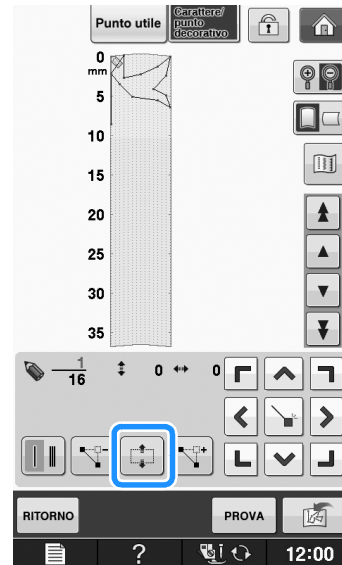 Punto utile
Carattere/
punto
decorativo
0
mm
5
10
15
20
25
30
35
1
16
0
0
RITORNO
PROVA
?
12:00